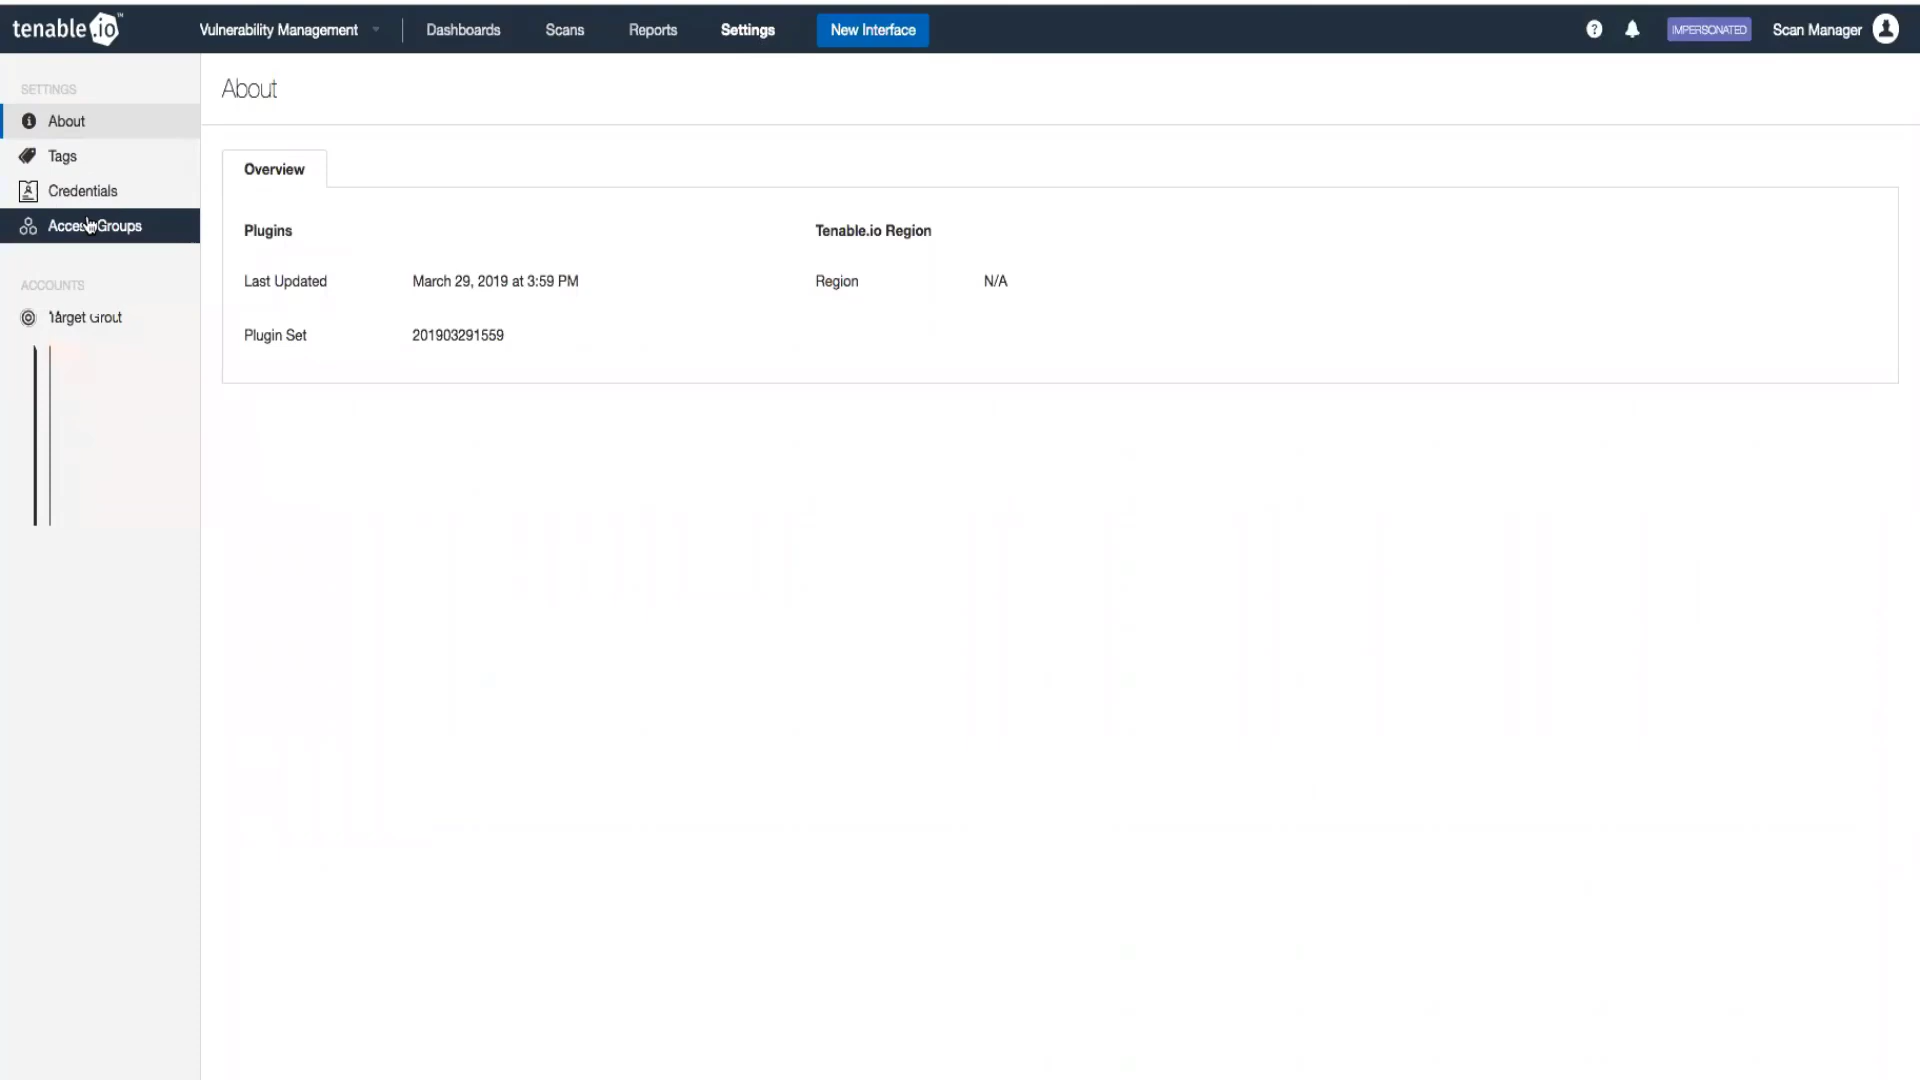 tenable.io™
Vulnerability Management
Dashboards
Scans
Reports
Settings
New Interface
?
IMPERSONATED
Scan Manager
SETTINGS
About
Tags
Credentials
Access Groups
ACCOUNTS
Target
About
Overview
Plugins
Last Updated March 29, 2019 at 3:59 PM
Plugin Set 201903291559
Tenable.io Region
Region N/A